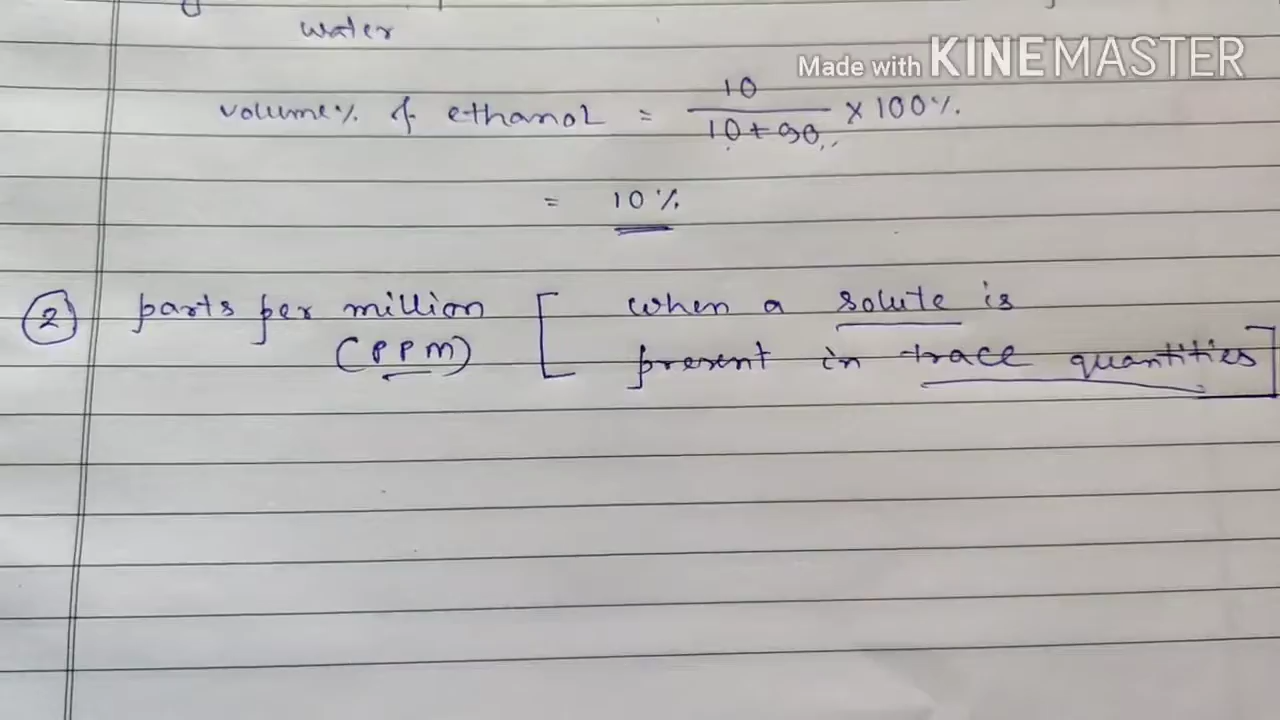 water
Made with KINEMASTER
volume% of ethanol = 10 / 10+90 × 100%.
= 10%
② parts per million [ when a solute is
(PPM) present in trace quantities ]